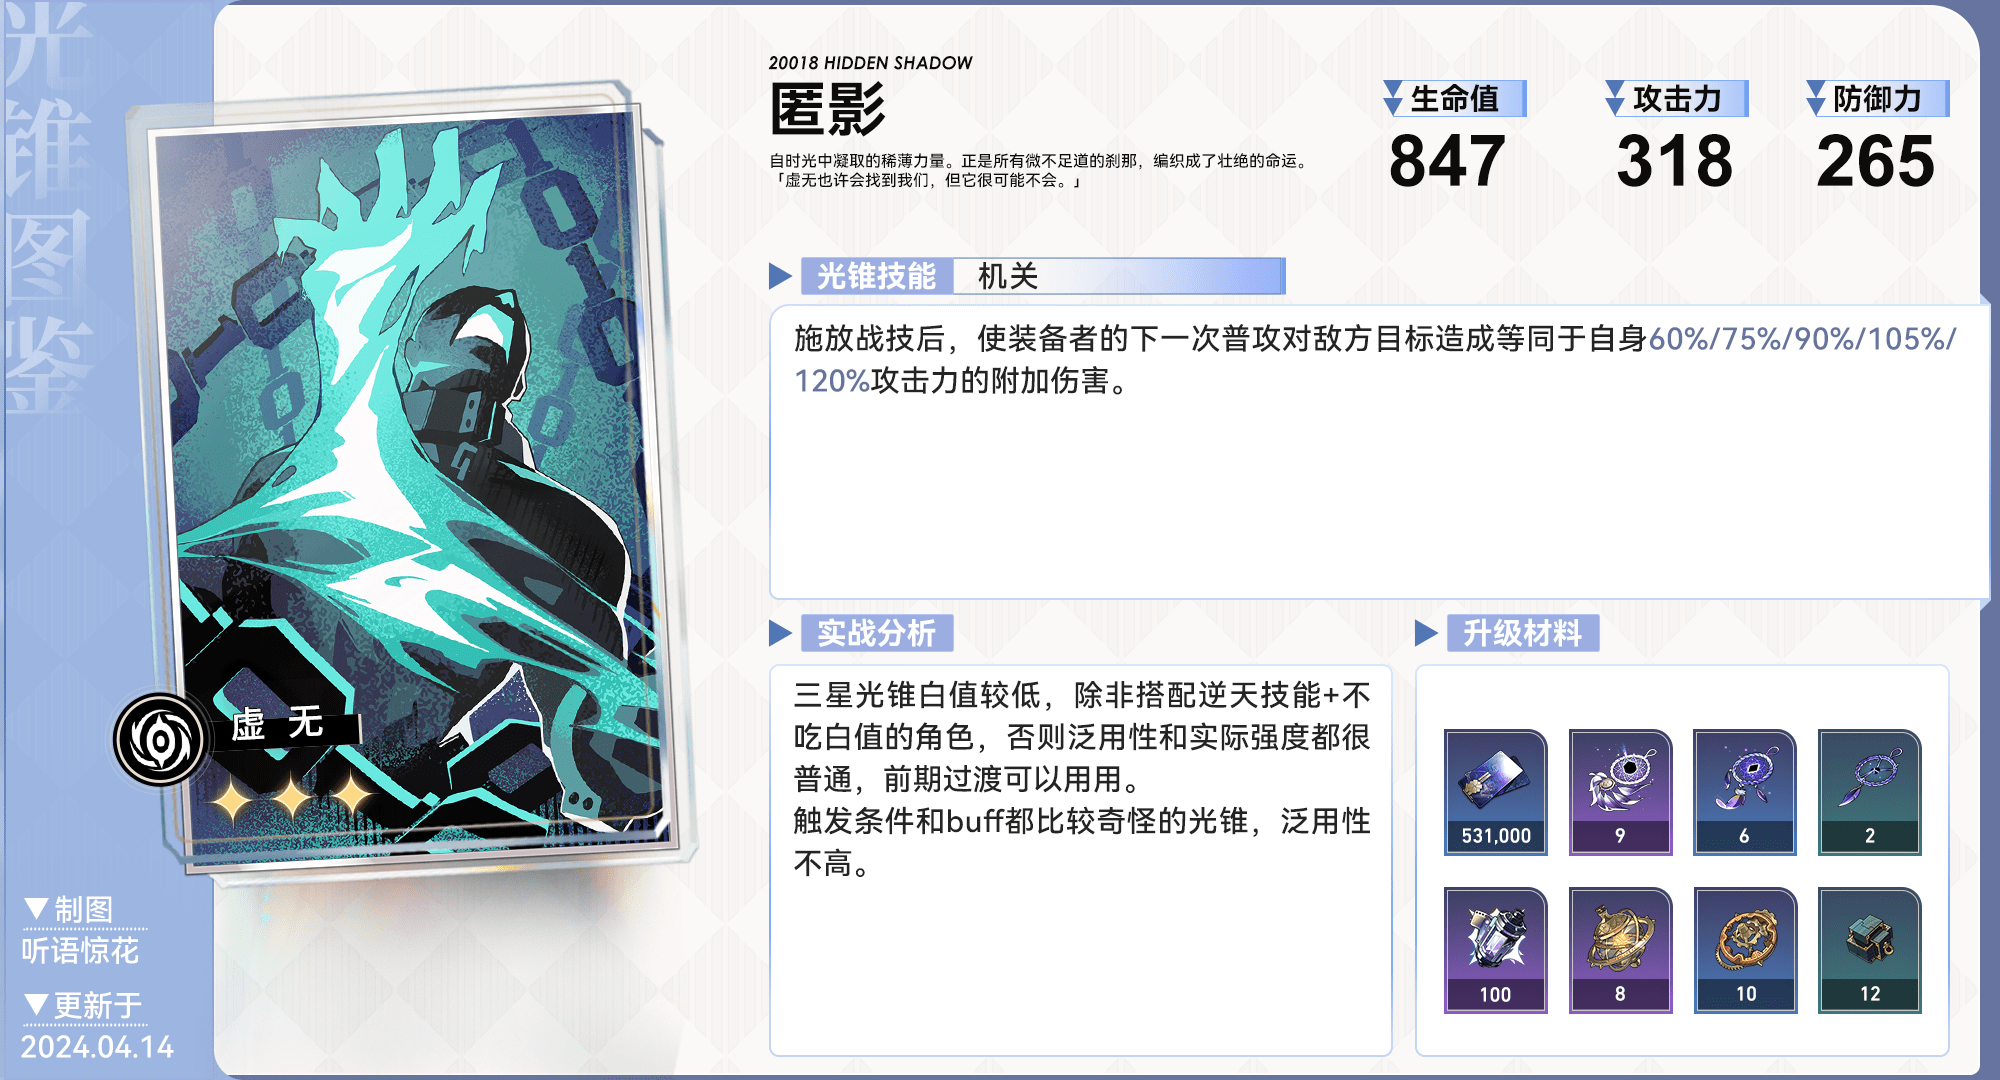 光锥图鉴
20018 HIDDEN SHADOW
匿影
自时光中凝取的稀薄力量。正是所有微不足道的刹那，编织成了壮绝的命运。
「虚无也许会找到我们，但它很可能不会。」
生命值
847
攻击力
318
防御力
265
光锥技能 机关
施放战技后，使装备者的下一次普攻对敌方目标造成等同于自身60%/75%/90%/105%/
120%攻击力的附加伤害。
虚无
实战分析
三星光锥白值较低，除非搭配逆天技能+不
吃白值的角色，否则泛用性和实际强度都很
普通，前期过渡可以用用。
触发条件和buff都比较奇怪的光锥，泛用性
不高。
升级材料
531,000
9
6
2
100
8
10
12
▼制图
听语惊花
▼更新于
2024.04.14